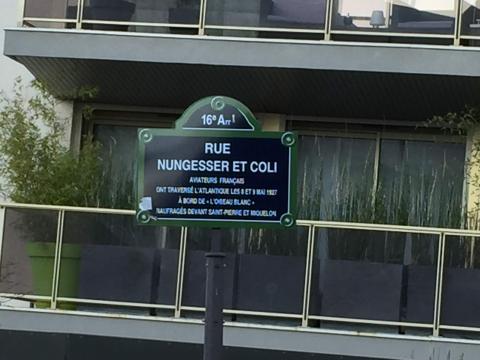 16e Arrt
RUE
NUNGESSER ET COLI
AVIATEURS FRANÇAIS
ONT TRAVERSÉ L'ATLANTIQUE LES 8 ET 9 MAI 1927
À BORD DE « L'OISEAU BLANC »
NAUFRAGÉS DEVANT SAINT-PIERRE ET MIQUELON